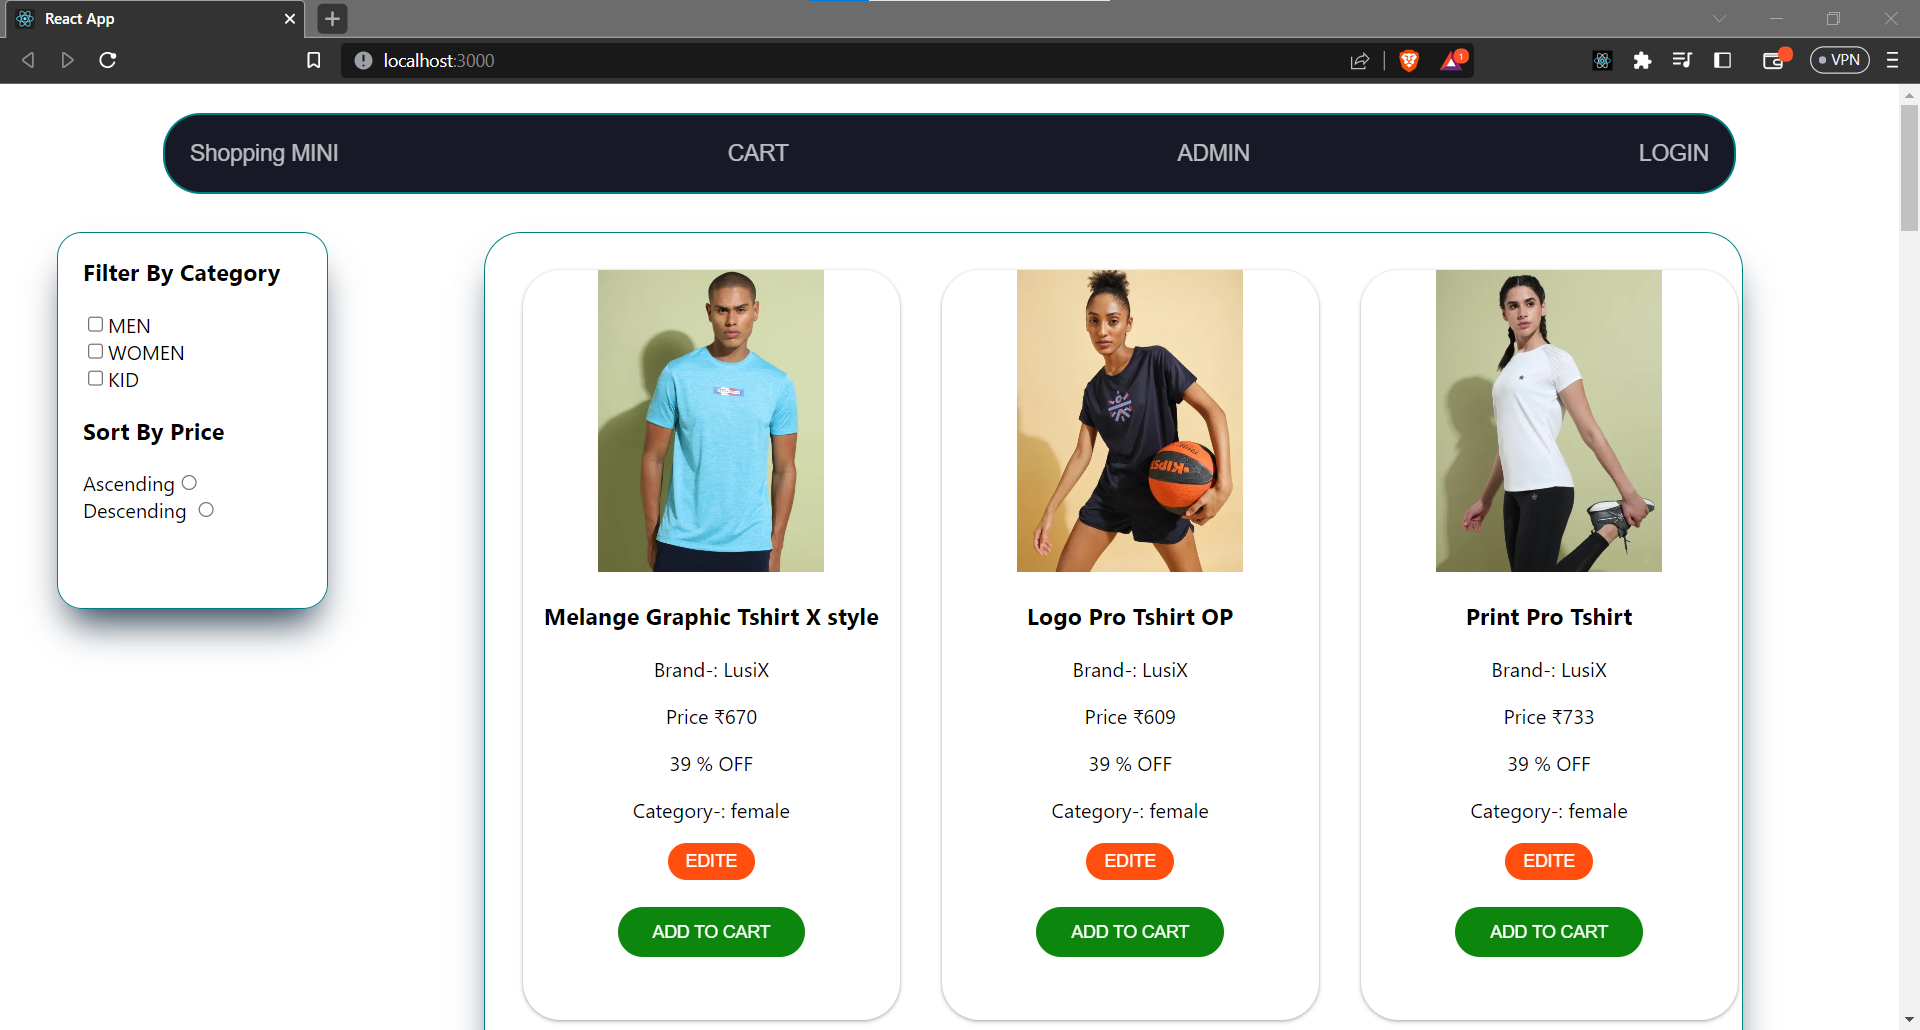 React App
localhost:3000
1
VPN
Shopping MINI
CART
ADMIN
LOGIN
Filter By Category
MEN
WOMEN
KID
Sort By Price
Ascending
Descending
KIPSTA
Melange Graphic Tshirt X style
Brand-: LusiX
Price ₹670
39 % OFF
Category-: female
EDITE
ADD TO CART
Logo Pro Tshirt OP
Brand-: LusiX
Price ₹609
39 % OFF
Category-: female
EDITE
ADD TO CART
Print Pro Tshirt
Brand-: LusiX
Price ₹733
39 % OFF
Category-: female
EDITE
ADD TO CART